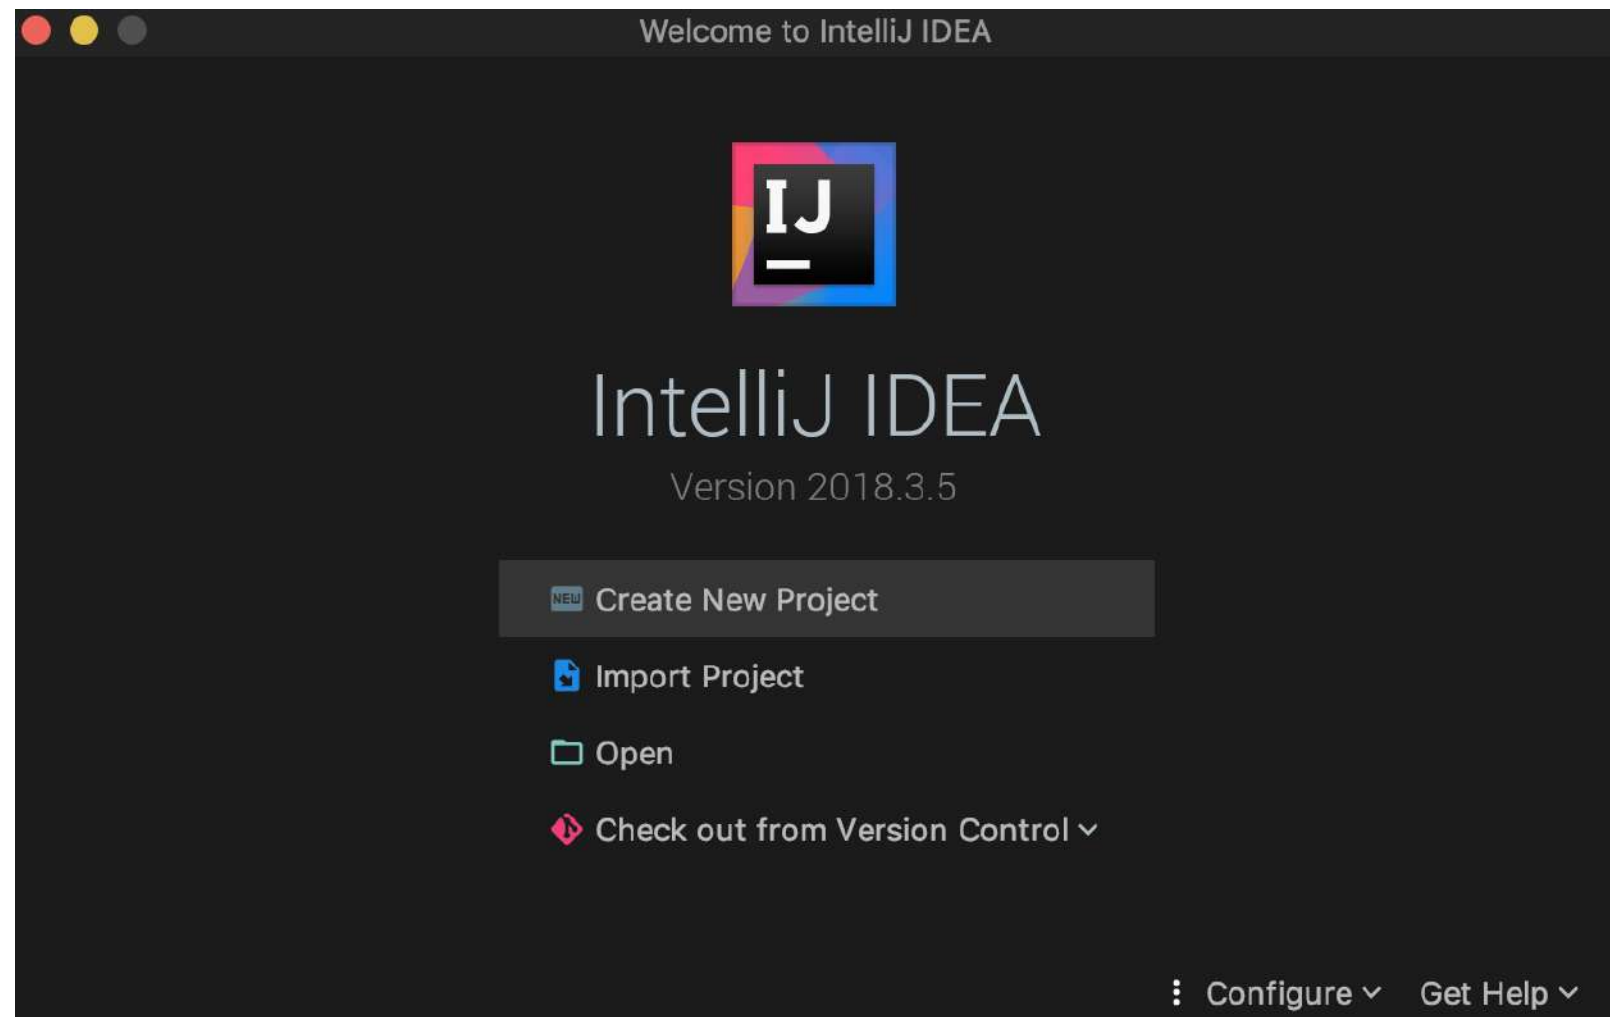 Welcome to IntelliJ IDEA
IJ
IntelliJ IDEA
Version 2018.3.5
NEW Create New Project
Import Project
Open
Check out from Version Control
Configure Get Help